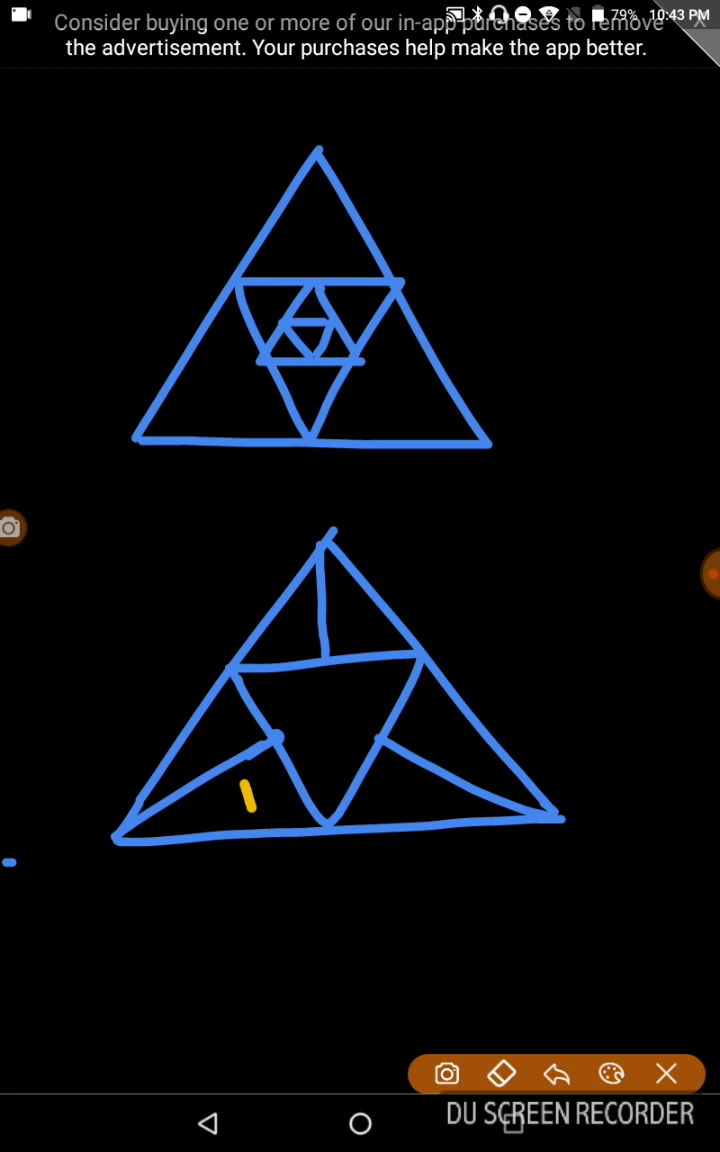 79% 10:43 PM
Consider buying one or more of our in-app purchases to remove X
the advertisement. Your purchases help make the app better.
DU SCREEN RECORDER